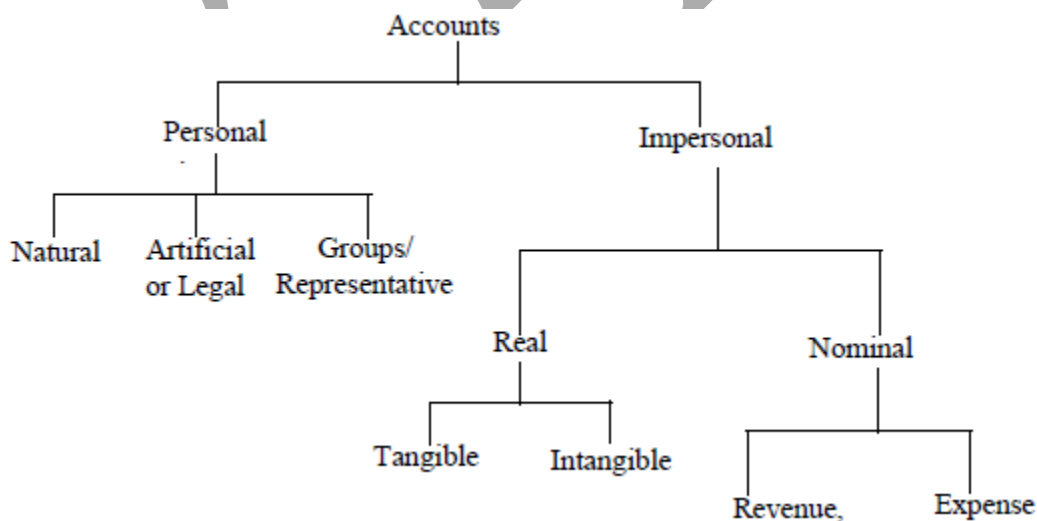 Accounts
Personal
Impersonal
Natural
Artificial
or Legal
Groups/
Representative
Real
Nominal
Tangible
Intangible
Revenue,
Expense